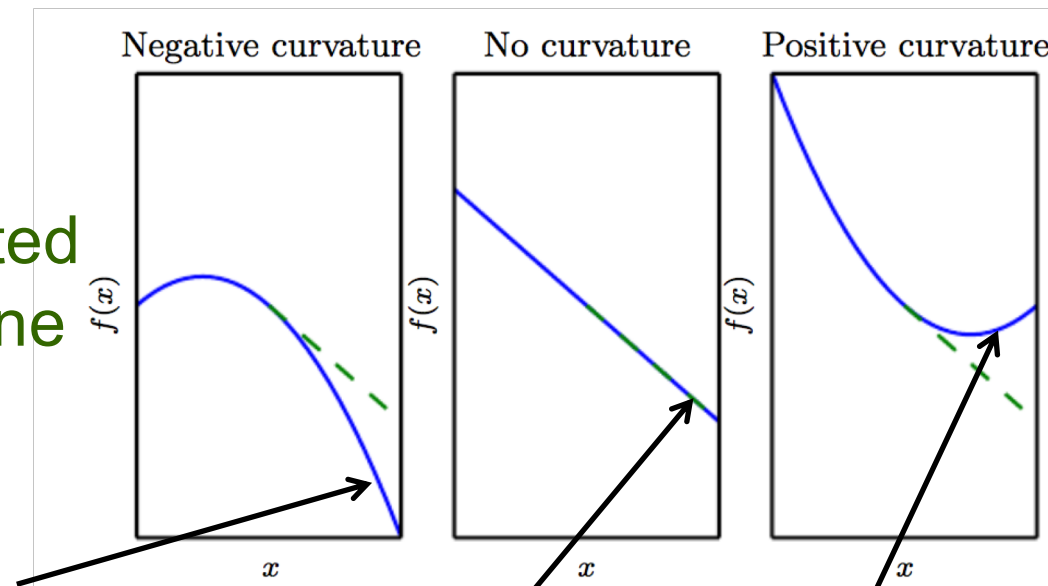 Negative curvature
No curvature
Positive curvature
ted
ne
f(x)
f(x)
f(x)
x
x
x